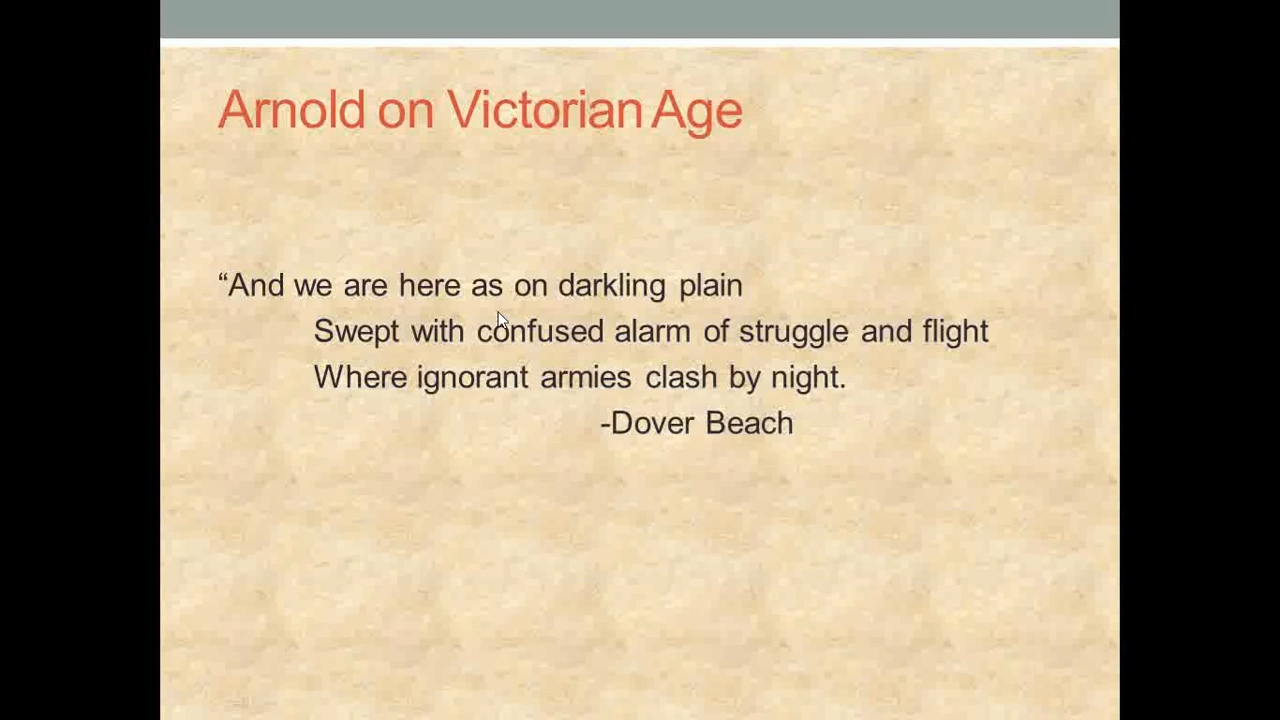 Arnold on Victorian Age
“And we are here as on darkling plain
Swept with confused alarm of struggle and flight
Where ignorant armies clash by night.
-Dover Beach